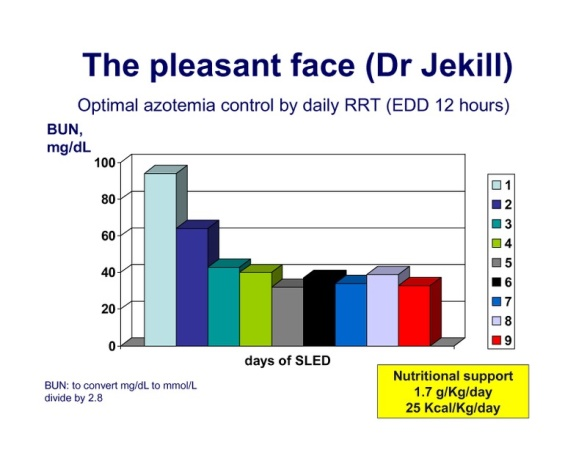 The pleasant face (Dr Jekill)
Optimal azotemia control by daily RRT (EDD 12 hours)
BUN,
mg/dL
100
80
60
40
20
0
1
2
3
4
5
6
7
8
9
days of SLED
BUN: to convert mg/dL to mmol/L
divide by 2.8
Nutritional support
1.7 g/Kg/day
25 Kcal/Kg/day